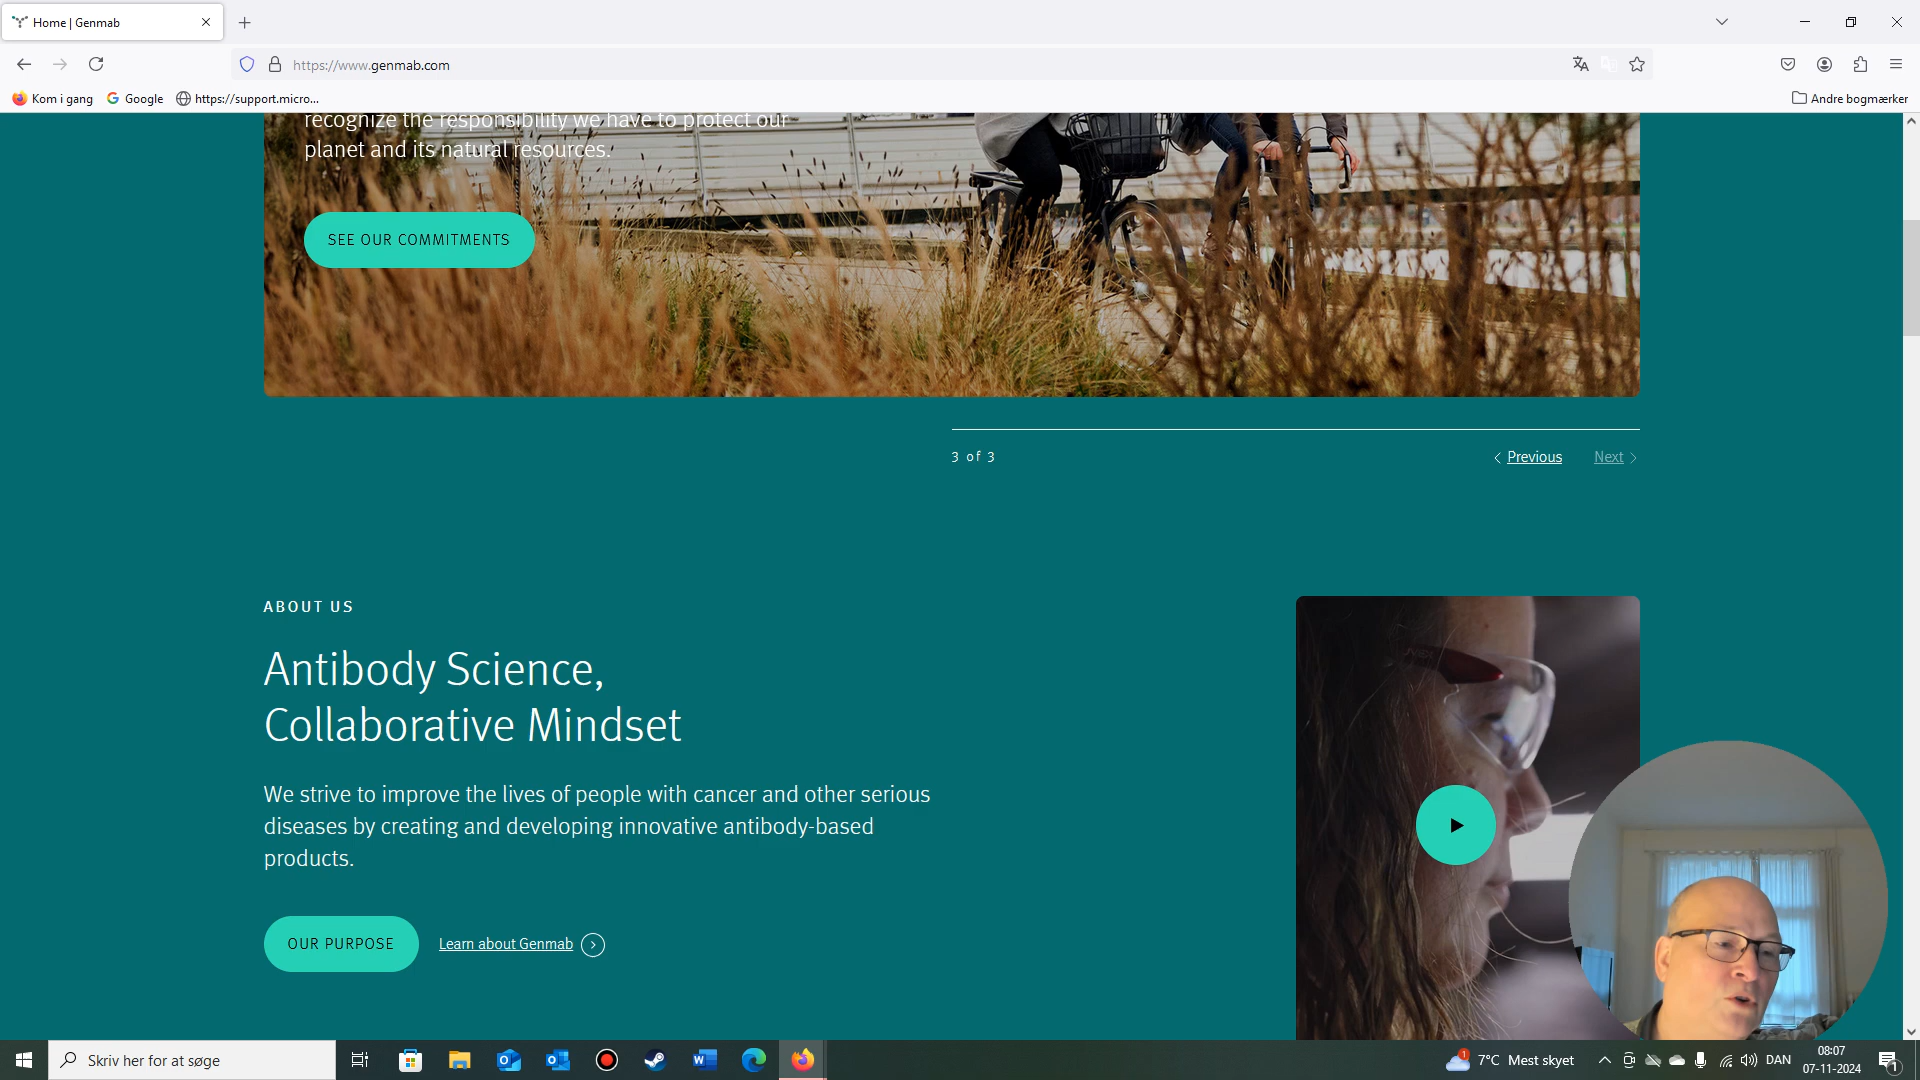 Home | Genmab
https://www.genmab.com
Kom i gang
Google
https://support.micro...
Andre bogmærker
recognize the responsibility we have to protect our
planet and its natural resources.
SEE OUR COMMITMENTS
3 of 3
Previous
Next
ABOUT US
Antibody Science,
Collaborative Mindset
We strive to improve the lives of people with cancer and other serious
diseases by creating and developing innovative antibody-based
products.
OUR PURPOSE
Learn about Genmab
Skriv her for at søge
1
7°C Mest skyet
DAN
08:07
07-11-2024
1